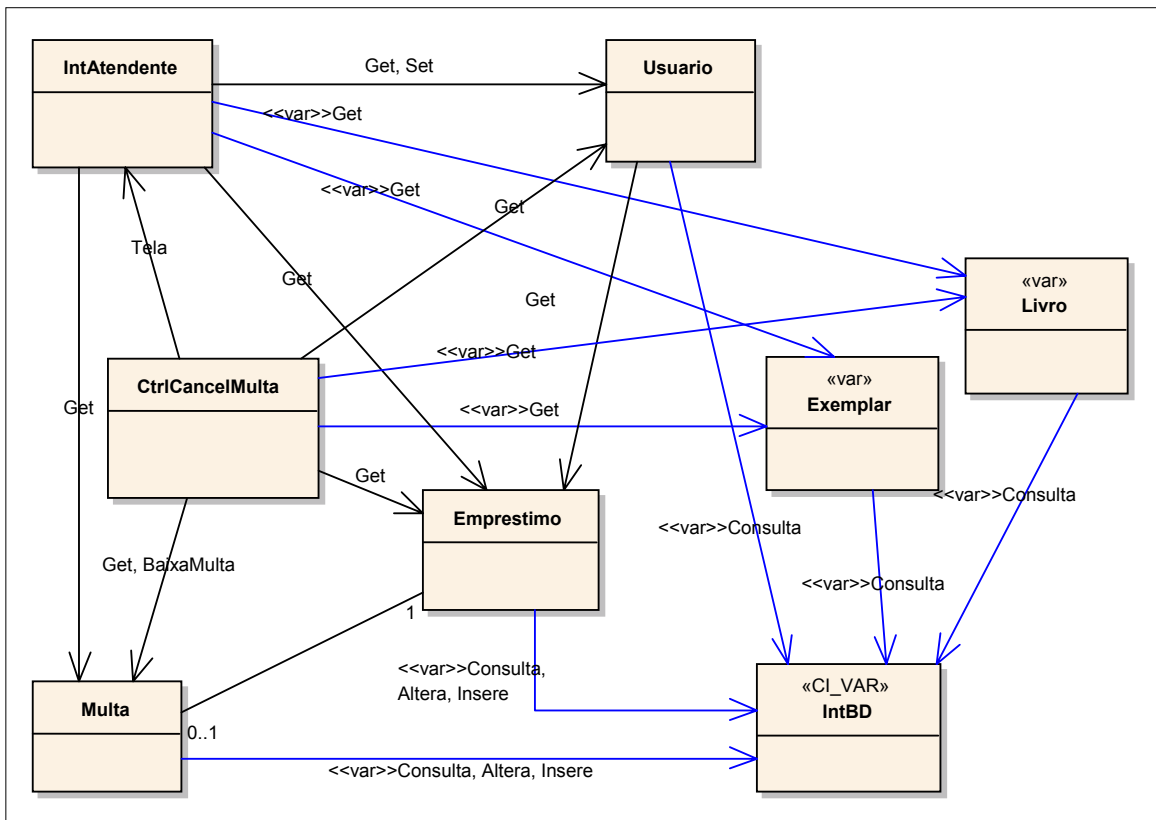 IntAtendente
Usuario
Get, Set
<<var>>Get
<<var>>Get
Get
Tela
Get
Get
«var»
Livro
<<var>>Get
CtrlCancelMulta
«var»
Exemplar
Get
<<var>>Get
Get
Emprestimo
<<var>>Consulta
<<var>>Consulta
Get, BaixaMulta
<<var>>Consulta
1
<<var>>Consulta,
Altera, Insere
«CI_VAR»
IntBD
Multa
0..1
<<var>>Consulta, Altera, Insere